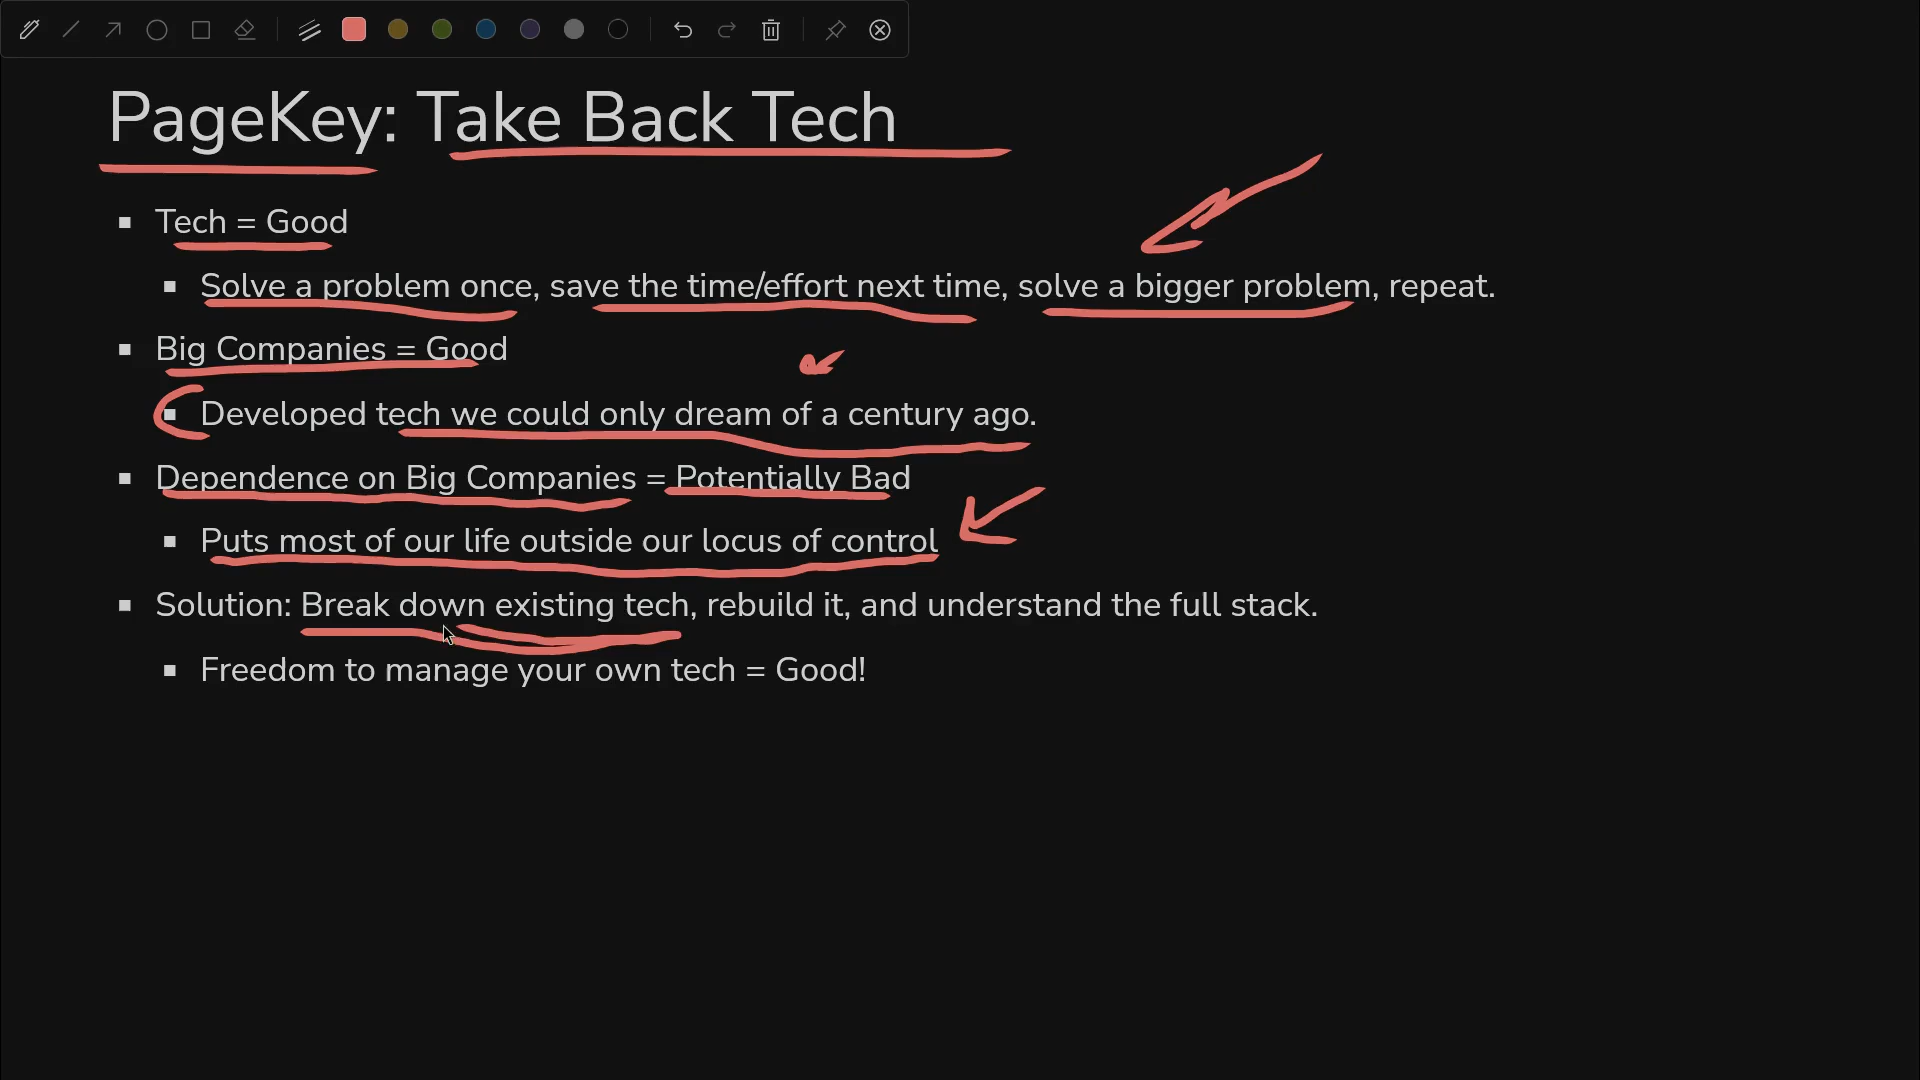 PageKey: Take Back Tech
Tech = Good
Solve a problem once, save the time/effort next time, solve a bigger problem, repeat.
Big Companies = Good
Developed tech we could only dream of a century ago.
Dependence on Big Companies = Potentially Bad
Puts most of our life outside our locus of control
Solution: Break down existing tech, rebuild it, and understand the full stack.
Freedom to manage your own tech = Good!